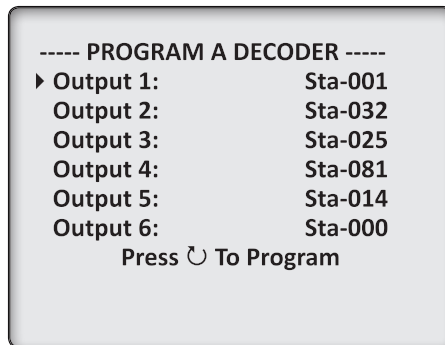 ----- PROGRAM A DECODER -----
Output 1: Sta-001
Output 2: Sta-032
Output 3: Sta-025
Output 4: Sta-081
Output 5: Sta-014
Output 6: Sta-000
Press ↻ To Program